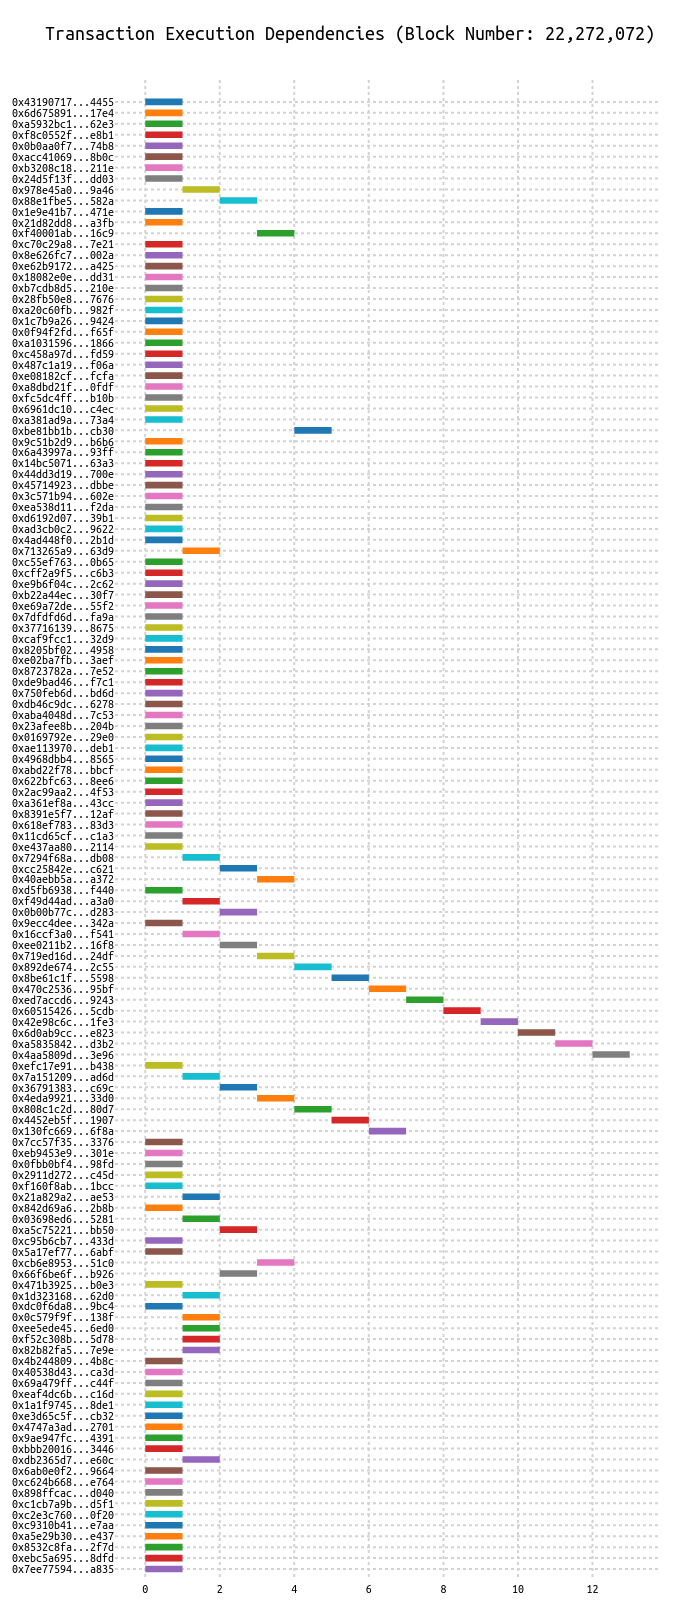 Transaction Execution Dependencies (Block Number: 22,272,072)
0x43190717...4455
0x6d675891...17e4
0xa5932bc1...62e3
0xf8c0552f...e8b1
0x0b0aa0f7...74b8
0xacc41069...8b0c
0xb3208c18...211e
0x24d5f13f...dd03
0x978e45a0...9a46
0x88e1fbe5...582a
0x1e9e41b7...471e
0x21d82dd8...a3fb
0xf40001ab...16c9
0xc70c29a8...7e21
0x8e626fc7...002a
0xe62b9172...a425
0x18082e0e...dd31
0xb7cdb8d5...210e
0x28fb50e8...7676
0xa20c60fb...982f
0x1c7b9a26...9424
0x0f94f2fd...f65f
0xa1031596...1866
0xc458a97d...fd59
0x487c1a19...f06a
0xe08182cf...fcfa
0xa8dbd21f...0fdf
0xfc5dc4ff...b10b
0x6961dc10...c4ec
0xa381ad9a...73a4
0xbe81bb1b...cb30
0x9c51b2d9...b6b6
0x6a43997a...93ff
0x14bc5071...63a3
0x44dd3d19...700e
0x45714923...dbbe
0x3c571b94...602e
0xea538d11...f2da
0xd6192d07...39b1
0xad3cb0c2...9622
0x4ad448f0...2b1d
0x713265a9...63d9
0xc55ef763...0b65
0xcff2a9f5...c6b3
0xe9b6f04c...2c62
0xb22a44ec...30f7
0xe69a72de...55f2
0x7dfdfd6d...fa9a
0x37716139...8675
0xcaf9fcc1...32d9
0x8205bf02...4958
0xe02ba7fb...3aef
0x8723782a...7e52
0xde9bad46...f7c1
0x750feb6d...bd6d
0xdb46c9dc...6278
0xaba4048d...7c53
0x23afee8b...204b
0x0169792e...29e0
0xae113970...deb1
0x4968dbb4...8565
0xabd22f78...bbcf
0x622bfc63...8ee6
0x2ac99aa2...4f53
0xa361ef8a...43cc
0x8391e5f7...12af
0x618ef783...83d3
0x11cd65cf...c1a3
0xe437aa80...2114
0x7294f68a...db08
0xcc25842e...c621
0x40aebb5a...a372
0xd5fb6938...f440
0xf49d44ad...a3a0
0x0b00b77c...d283
0x9ecc4dee...342a
0x16ccf3a0...f541
0xee0211b2...16f8
0x719ed16d...24df
0x892de674...2c55
0x8be61c1f...5598
0x470c2536...95bf
0xed7accd6...9243
0x60515426...5cdb
0x42e98c6c...1fe3
0x6d0ab9cc...e823
0xa5835842...d3b2
0x4aa5809d...3e96
0xefc17e91...b438
0x7a151209...ad6d
0x36791383...c69c
0x4eda9921...33d0
0x808c1c2d...80d7
0x4452eb5f...1907
0x130fc669...6f8a
0x7cc57f35...3376
0xeb9453e9...301e
0x0fbb0bf4...98fd
0x2911d272...c45d
0xf160f8ab...1bcc
0x21a829a2...ae53
0x842d69a6...2b8b
0x03698ed6...5281
0xa5c75221...bb50
0xc95b6cb7...433d
0x5a17ef77...6abf
0xcb6e8953...51c0
0x66f6be6f...b926
0x471b3925...b0e3
0x1d323168...62d0
0xdc0f6da8...9bc4
0x0c579f9f...138f
0xee5ede45...6ed0
0xf52c308b...5d78
0x82b82fa5...7e9e
0x4b244809...4b8c
0x40538d43...ca3d
0x69a479ff...c44f
0xeaf4dc6b...c16d
0x1a1f9745...8de1
0xe3d65c5f...cb32
0x4747a3ad...2701
0x9ae947fc...4391
0xbbb20016...3446
0xdb2365d7...e60c
0x6ab0e0f2...9664
0xc624b668...e764
0x898ffcac...d040
0xc1cb7a9b...d5f1
0xc2e3c760...0f20
0xc9310b41...e7aa
0xa5e29b30...e437
0x8532c8fa...2f7d
0xebc5a695...8dfd
0x7ee77594...a835
0 2 4 6 8 10 12